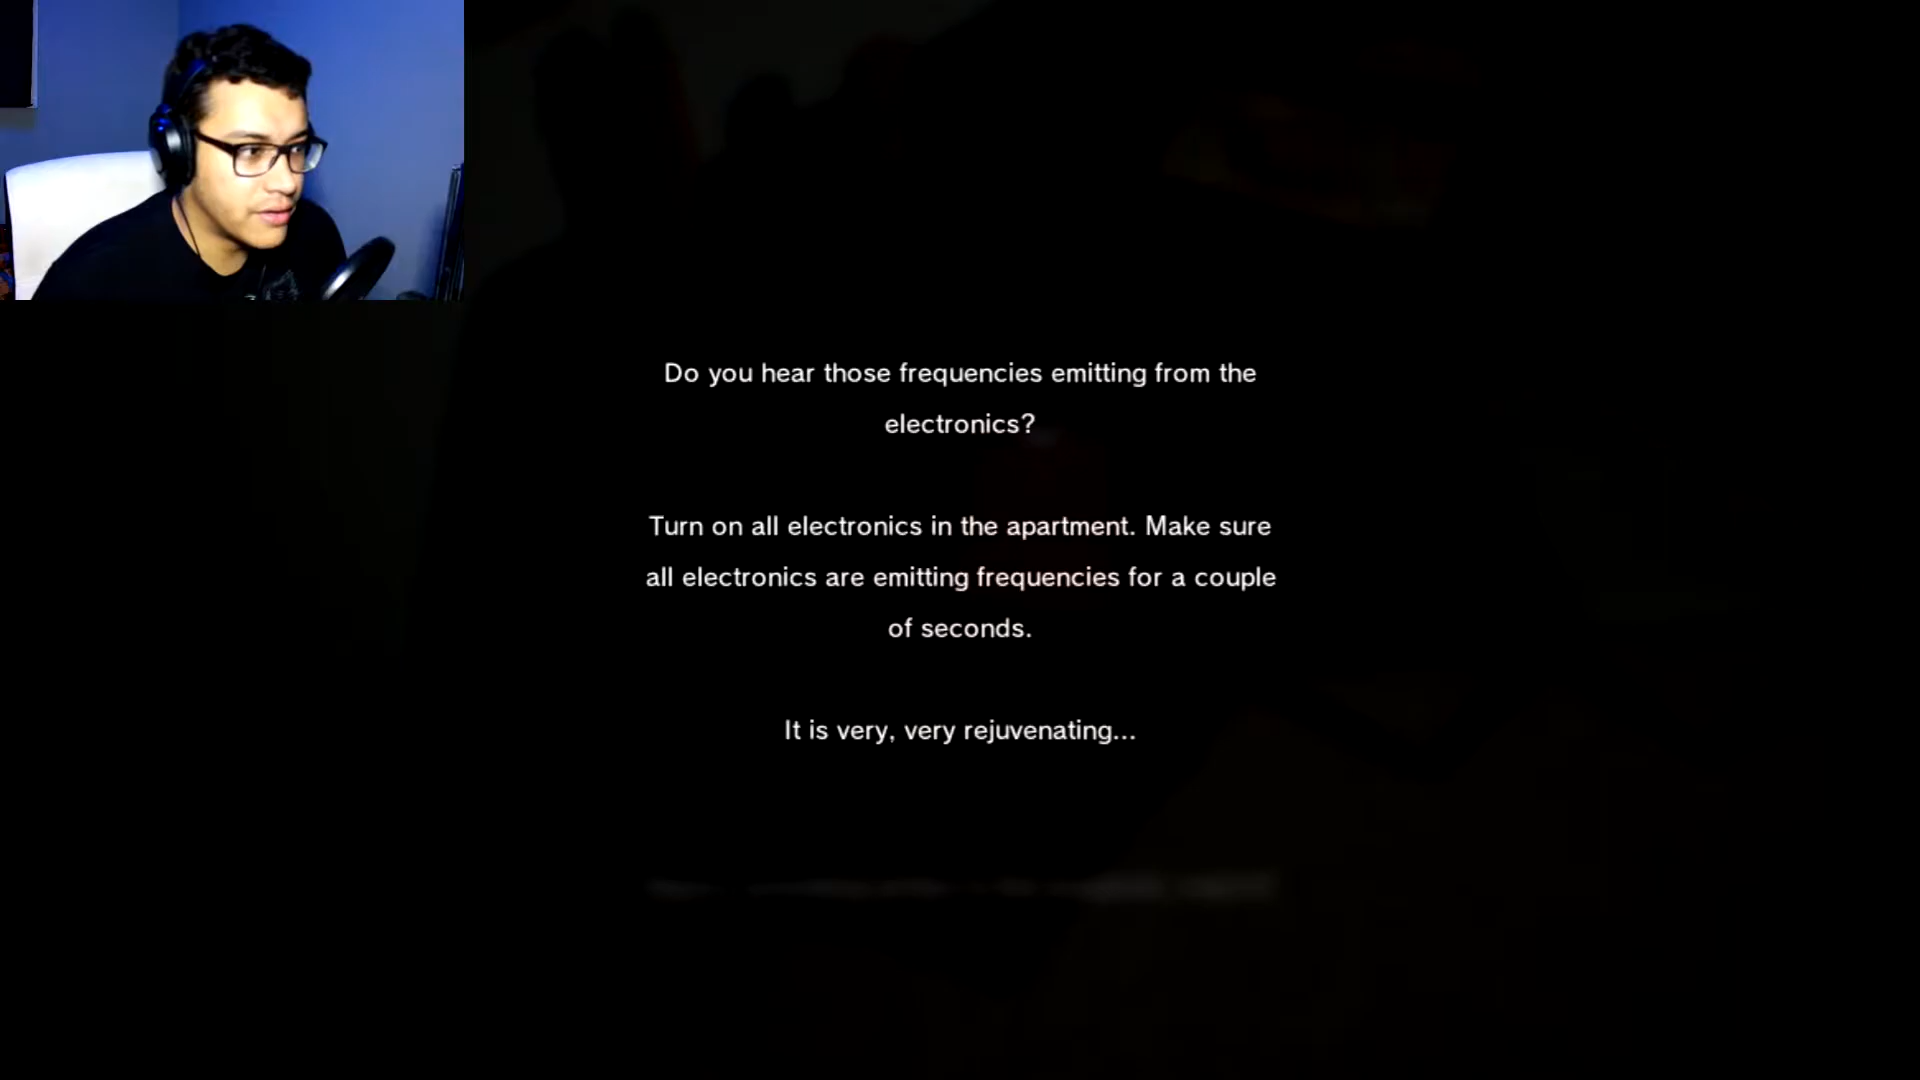 Do you hear those frequencies emitting from the
electronics?
Turn on all electronics in the apartment. Make sure
all electronics are emitting frequencies for a couple
of seconds.
It is very, very rejuvenating...